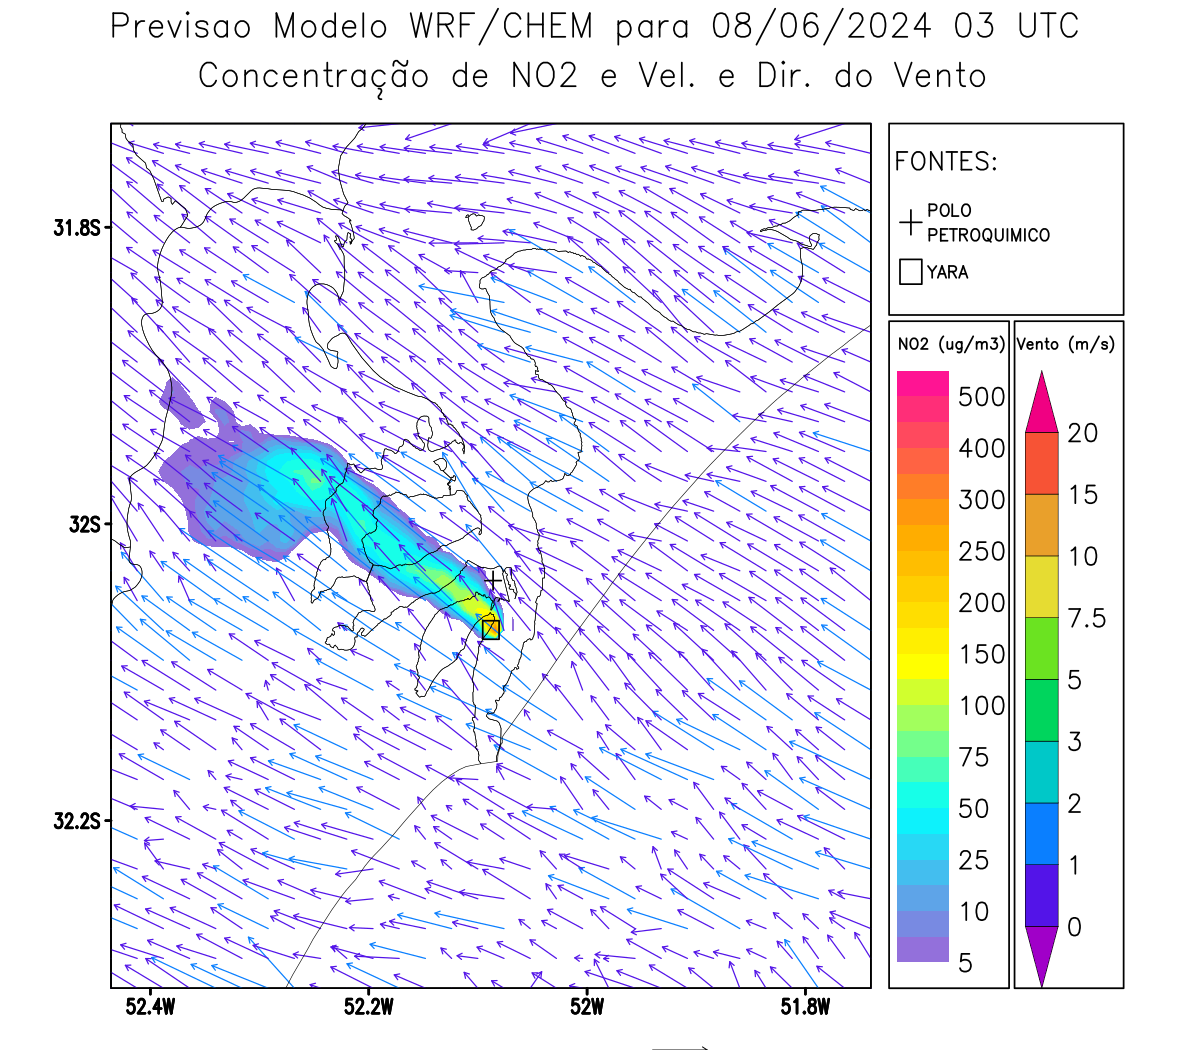 Previsao Modelo WRF/CHEM para 08/06/2024 03 UTC
Concentração de NO2 e Vel. e Dir. do Vento
FONTES:
POLO
PETROQUIMICO
YARA
NO2 (ug/m3)
500
400
300
250
200
150
100
75
50
25
10
5
Vento (m/s)
20
15
10
7.5
5
3
2
1
0
31.8S
32S
32.2S
52.4W
52.2W
52W
51.8W